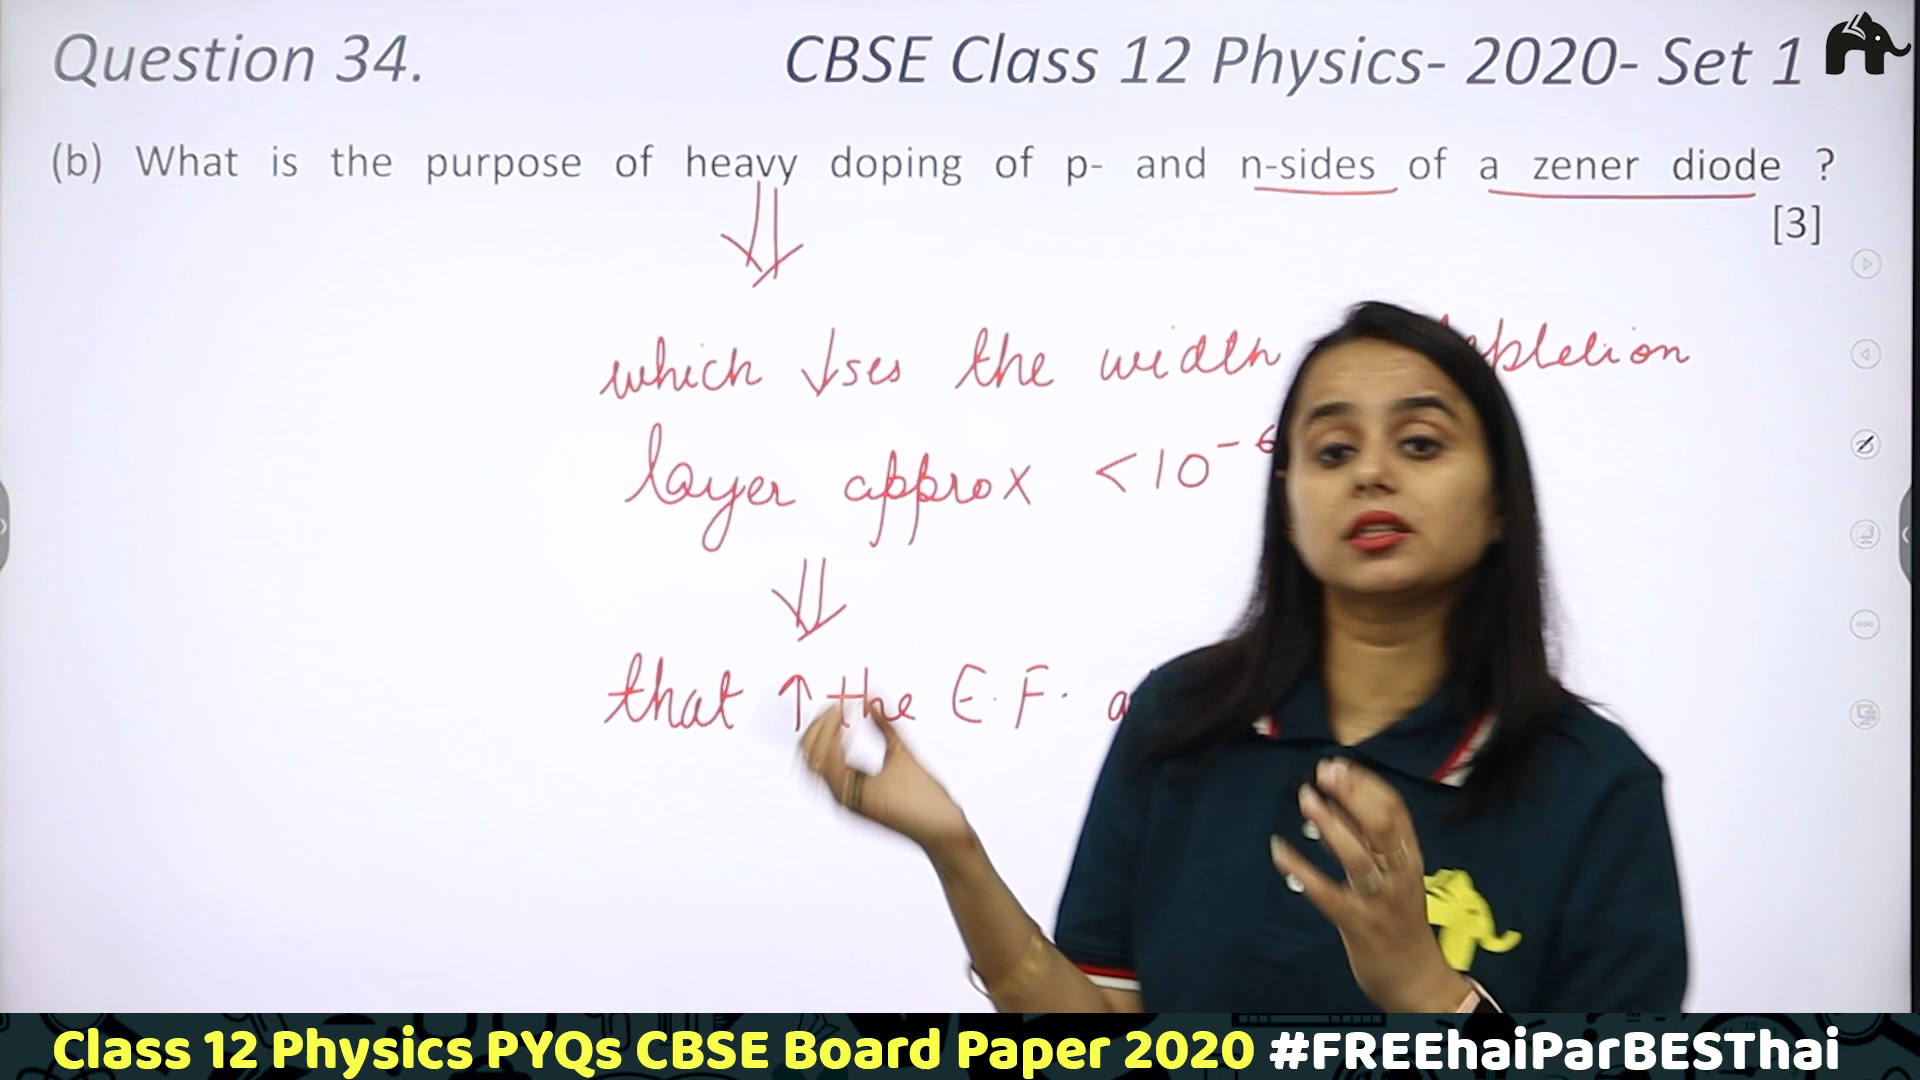 Question 34.
CBSE Class 12 Physics- 2020- Set 1
(b) What is the purpose of heavy doping of p- and n-sides of a zener diode ?
[3]
which ↓ses the width depletion
layer approx < 10⁻⁶
that ↑ the E.F.
Class 12 Physics PYQs CBSE Board Paper 2020 #FREEhaiParBESThai